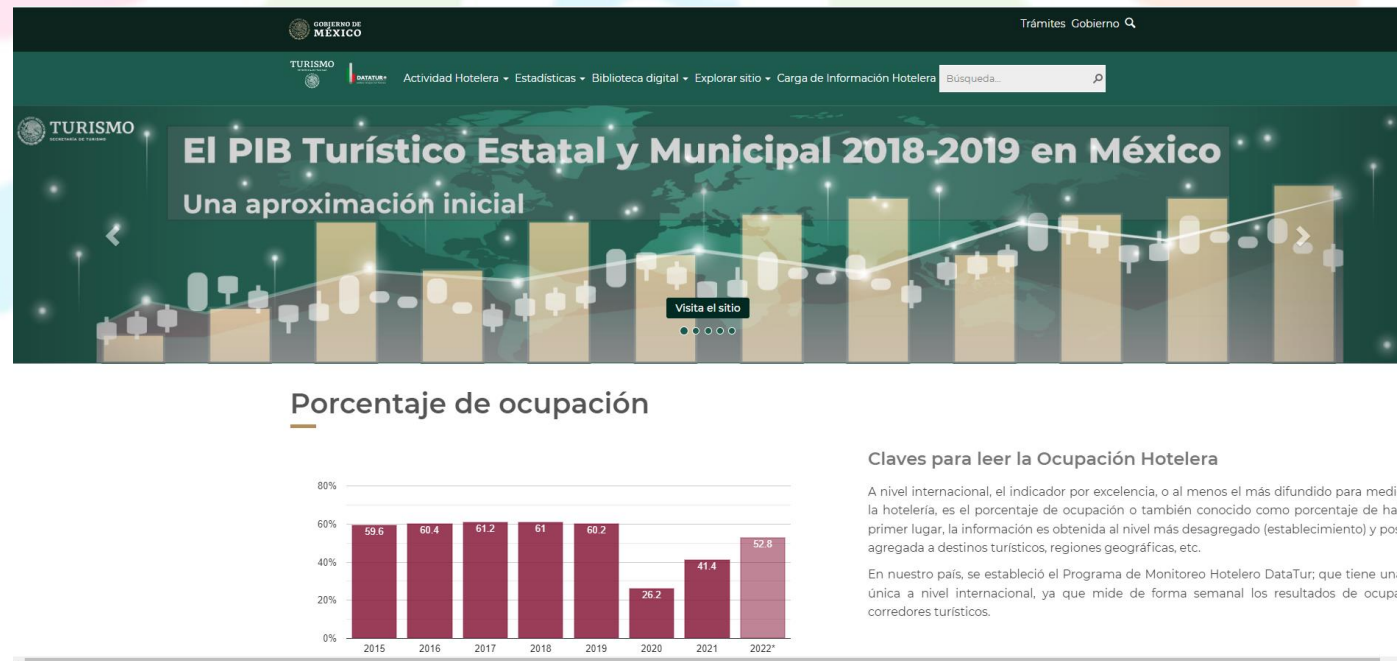 GOBIERNO DE
MÉXICO
Trámites Gobierno
TURISMO
DATATUR
Actividad Hotelera Estadísticas Biblioteca digital Explorar sitio Carga de Información Hotelera Búsqueda...
TURISMO
SECRETARÍA DE TURISMO
El PIB Turístico Estatal y Municipal 2018-2019 en México
Una aproximación inicial
Visita el sitio
Porcentaje de ocupación
80%
60%
40%
20%
0%
59.6
60.4
61.2
61
60.2
26.2
41.4
52.8
2015 2016 2017 2018 2019 2020 2021 2022*
Claves para leer la Ocupación Hotelera
A nivel internacional, el indicador por excelencia, o al menos el más difundido para medi
la hotelería, es el porcentaje de ocupación o también conocido como porcentaje de ha
primer lugar, la información es obtenida al nivel más desagregado (establecimiento) y pos
agregada a destinos turísticos, regiones geográficas, etc.
En nuestro país, se estableció el Programa de Monitoreo Hotelero DataTur; que tiene una
única a nivel internacional, ya que mide de forma semanal los resultados de ocupa
corredores turísticos.